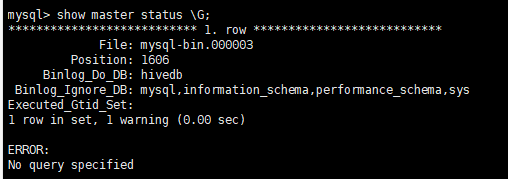 mysql> show master status \G;
*************************** 1. row ***************************
File: mysql-bin.000003
Position: 1606
Binlog_Do_DB: hivedb
Binlog_Ignore_DB: mysql,information_schema,performance_schema,sys
Executed_Gtid_Set:
1 row in set, 1 warning (0.00 sec)
ERROR:
No query specified